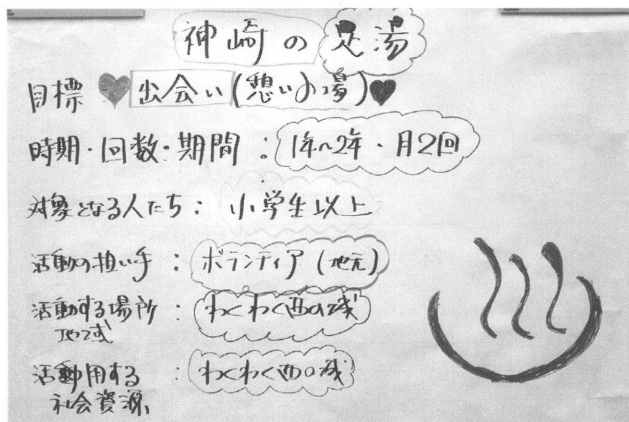 神崎の足湯
目標 ♥ 出会い(憩いの場)♥
時期・回数・期間：1年〜2年・月2回
対象となる人たち：小学生以上
活動の担い手：ボランティア(地元)
活動する場所：わくわく西の城
地域
活動用する：わくわく西の城
社会資源